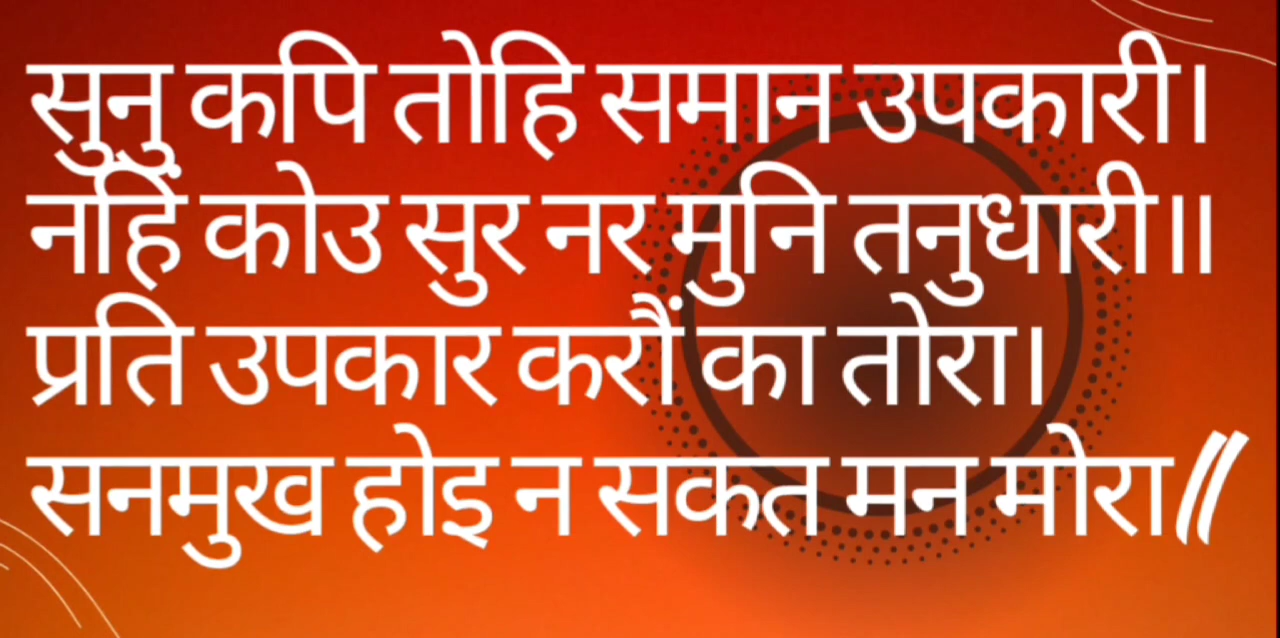 सुनु कपि तोहि समान उपकारी।
नहिं कोउ सुर नर मुनि तनुधारी॥
प्रति उपकार करौं का तोरा।
सनमुख होइ न सकत मन मोरा॥